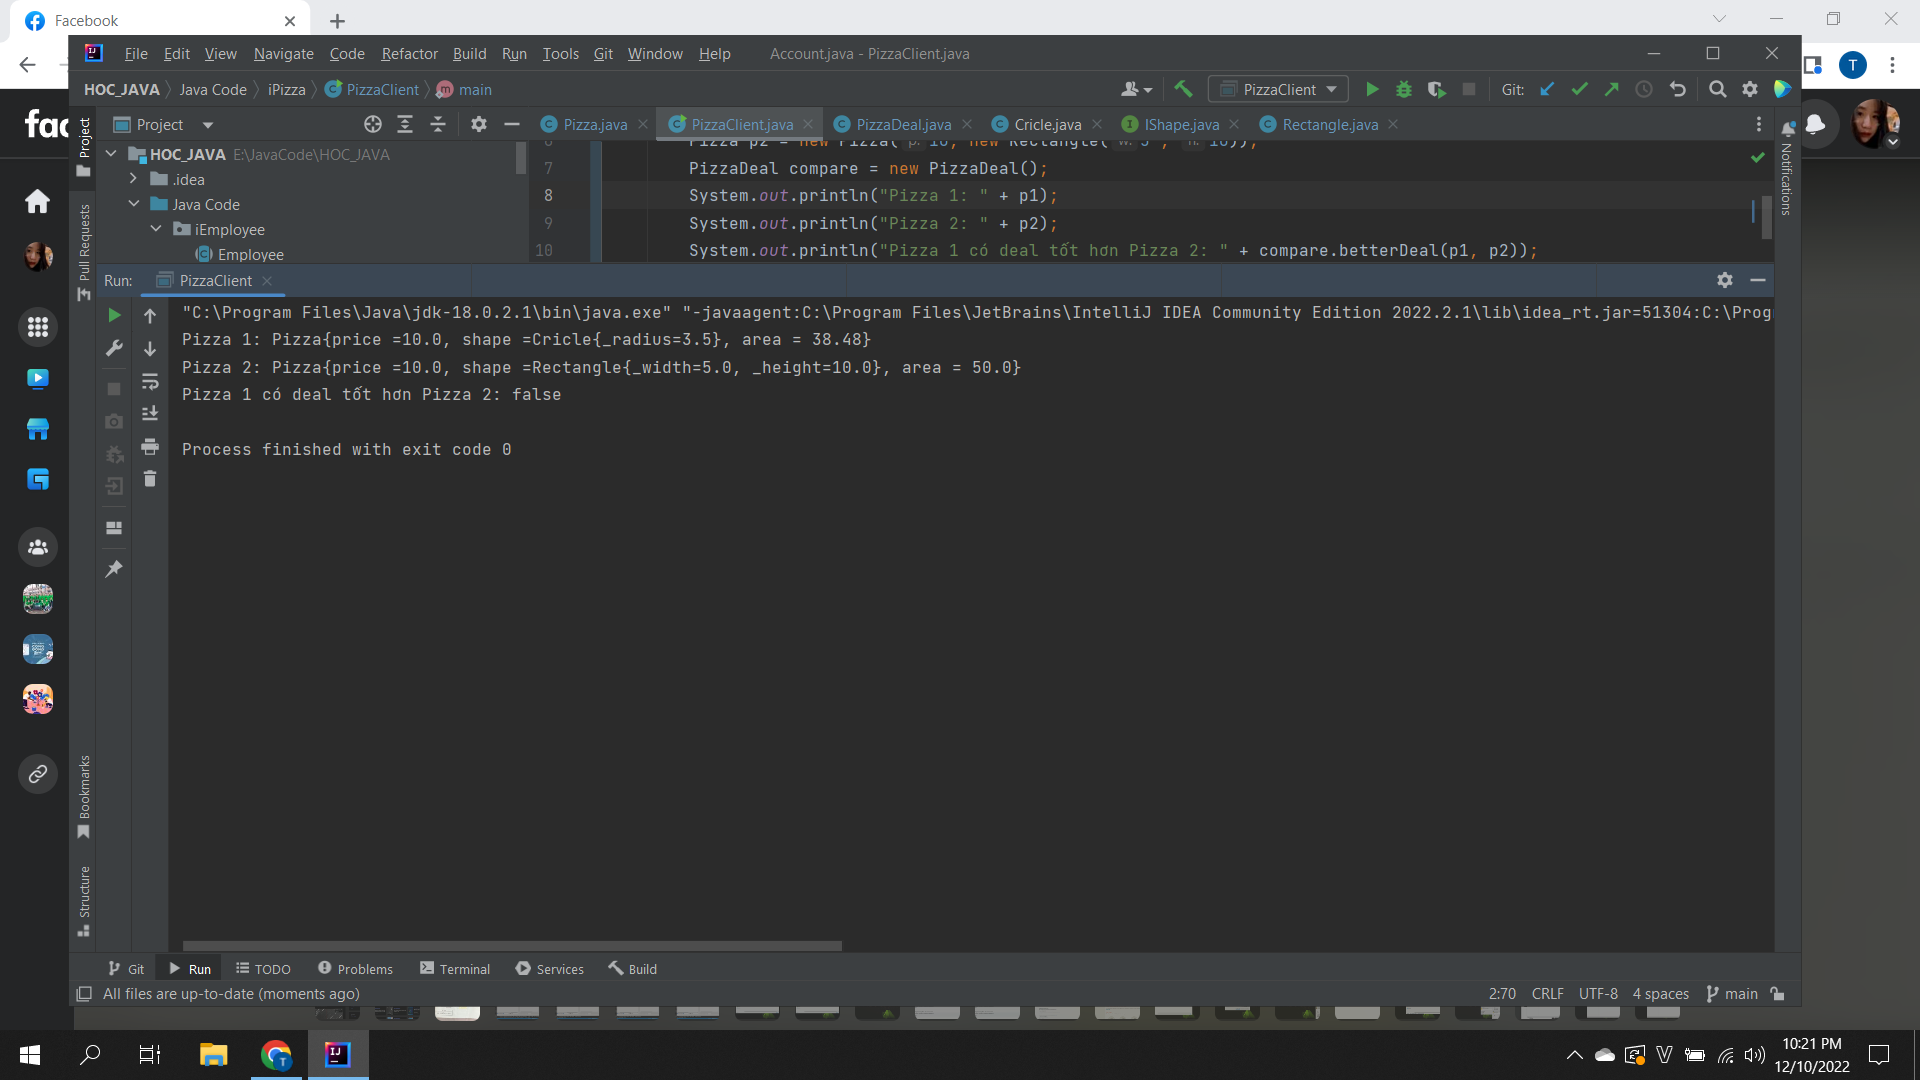 Facebook
File Edit View Navigate Code Refactor Build Run Tools Git Window Help Account.java - PizzaClient.java
T
HOC_JAVA Java Code iPizza PizzaClient m main PizzaClient Git:
fac
Project
Project
Pizza.java PizzaClient.java PizzaDeal.java Cricle.java IShape.java Rectangle.java
Notifications
HOC_JAVA E:\JavaCode\HOC_JAVA
.idea
Java Code
iEmployee
Employee
Pull Requests
6 Pizza p2 = new Pizza( p: 10, new Rectangle( w: 5 , h: 10));
7 PizzaDeal compare = new PizzaDeal();
8 System.out.println("Pizza 1: " + p1);
9 System.out.println("Pizza 2: " + p2);
10 System.out.println("Pizza 1 có deal tốt hơn Pizza 2: " + compare.betterDeal(p1, p2));
Run: PizzaClient
"C:\Program Files\Java\jdk-18.0.2.1\bin\java.exe" "-javaagent:C:\Program Files\JetBrains\IntelliJ IDEA Community Edition 2022.2.1\lib\idea_rt.jar=51304:C:\Prog
Pizza 1: Pizza{price =10.0, shape =Cricle{_radius=3.5}, area = 38.48}
Pizza 2: Pizza{price =10.0, shape =Rectangle{_width=5.0, _height=10.0}, area = 50.0}
Pizza 1 có deal tốt hơn Pizza 2: false
Process finished with exit code 0
Bookmarks
Structure
Git Run TODO Problems Terminal Services Build
All files are up-to-date (moments ago)
2:70 CRLF UTF-8 4 spaces main
10:21 PM
12/10/2022